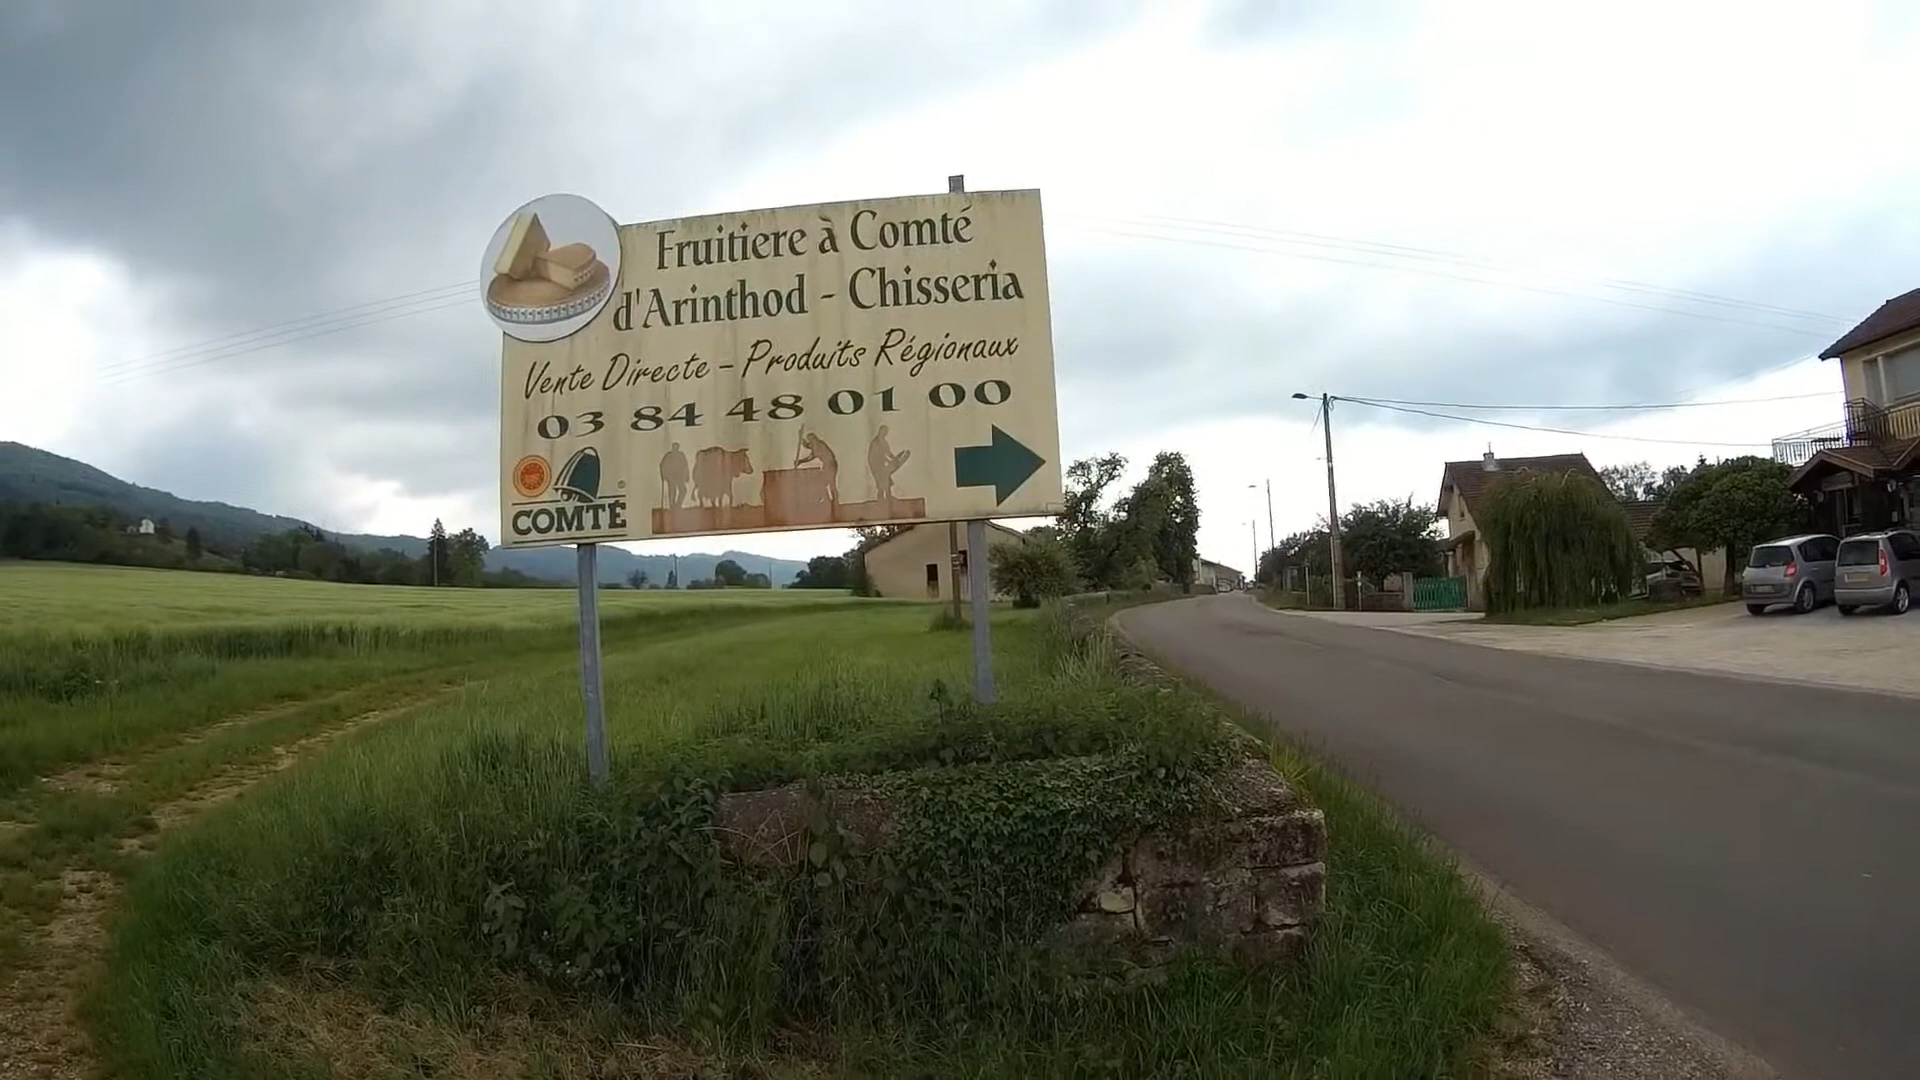 Fruitiere à Comté
d'Arinthod - Chisseria
Vente Directe - Produits Régionaux
03 84 48 01 00
COMTÉ